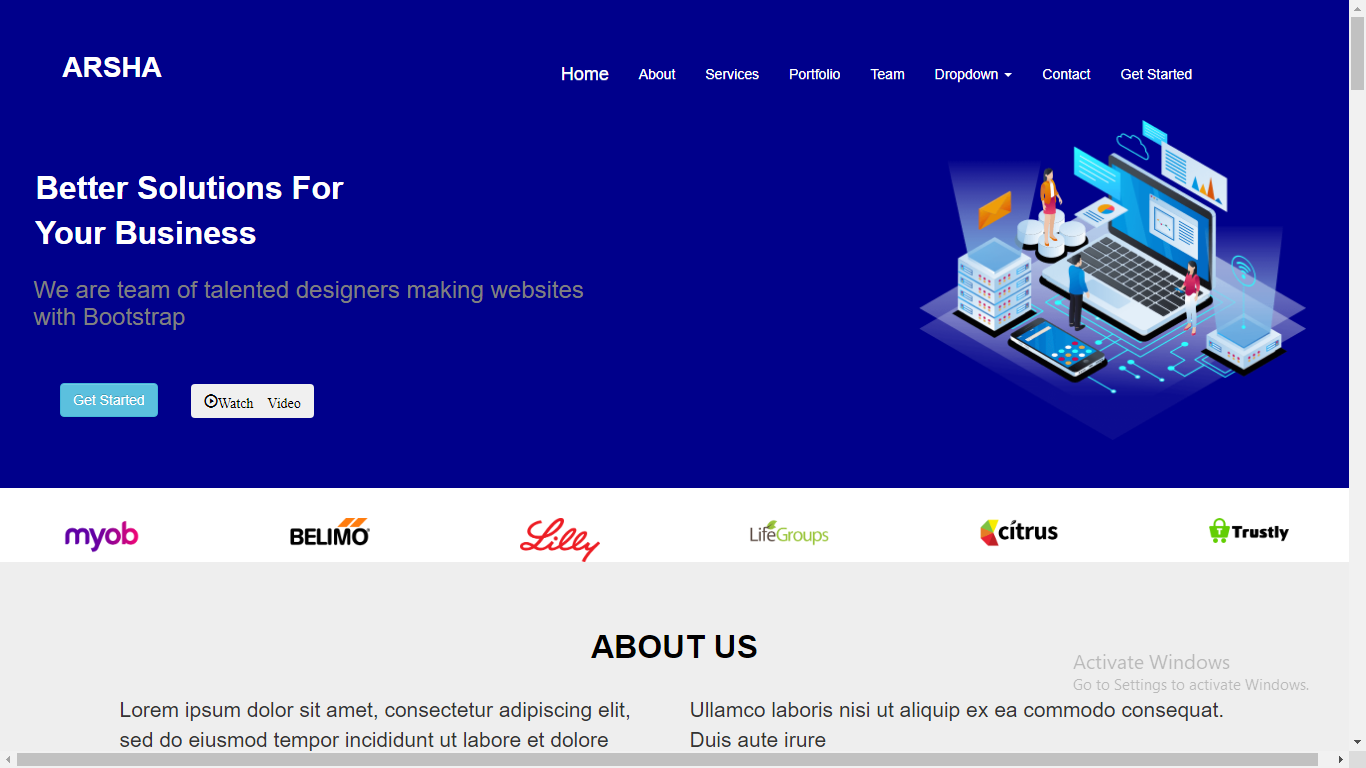 ARSHA
Home About Services Portfolio Team Dropdown Contact Get Started
Better Solutions For
Your Business
We are team of talented designers making websites
with Bootstrap
Get Started Watch Video
myob BELIMO Lilly LifeGroups cítrus Trustly
ABOUT US
Activate Windows
Go to Settings to activate Windows.
Lorem ipsum dolor sit amet, consectetur adipiscing elit,
sed do eiusmod tempor incididunt ut labore et dolore
Ullamco laboris nisi ut aliquip ex ea commodo consequat.
Duis aute irure